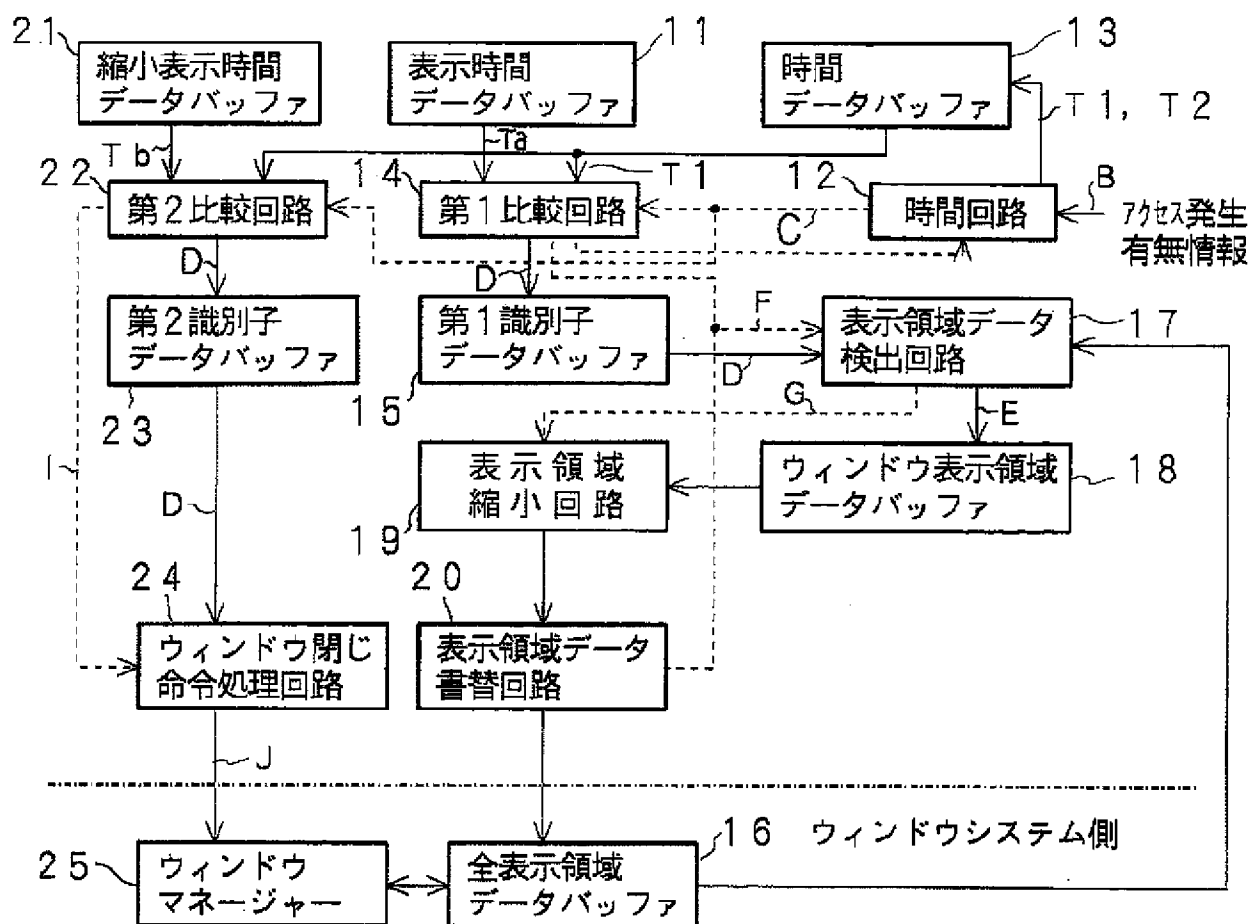 21
縮小表示時間
データバッファ
11
表示時間
データバッファ
13
時間
データバッファ
T1, T2
Tb
Ta
T1
22
第2比較回路
14
第1比較回路
12
時間回路
B
アクセス発生
有無情報
C
D
D
第2識別子
データバッファ
23
第1識別子
データバッファ
15
F
D
表示領域データ
検出回路
17
G
E
I
表示領域
縮小回路
19
ウィンドウ表示領域
データバッファ
18
D
24
ウィンドウ閉じ
命令処理回路
20
表示領域データ
書替回路
J
25
ウィンドウ
マネージャー
全表示領域
データバッファ
16 ウィンドウシステム側